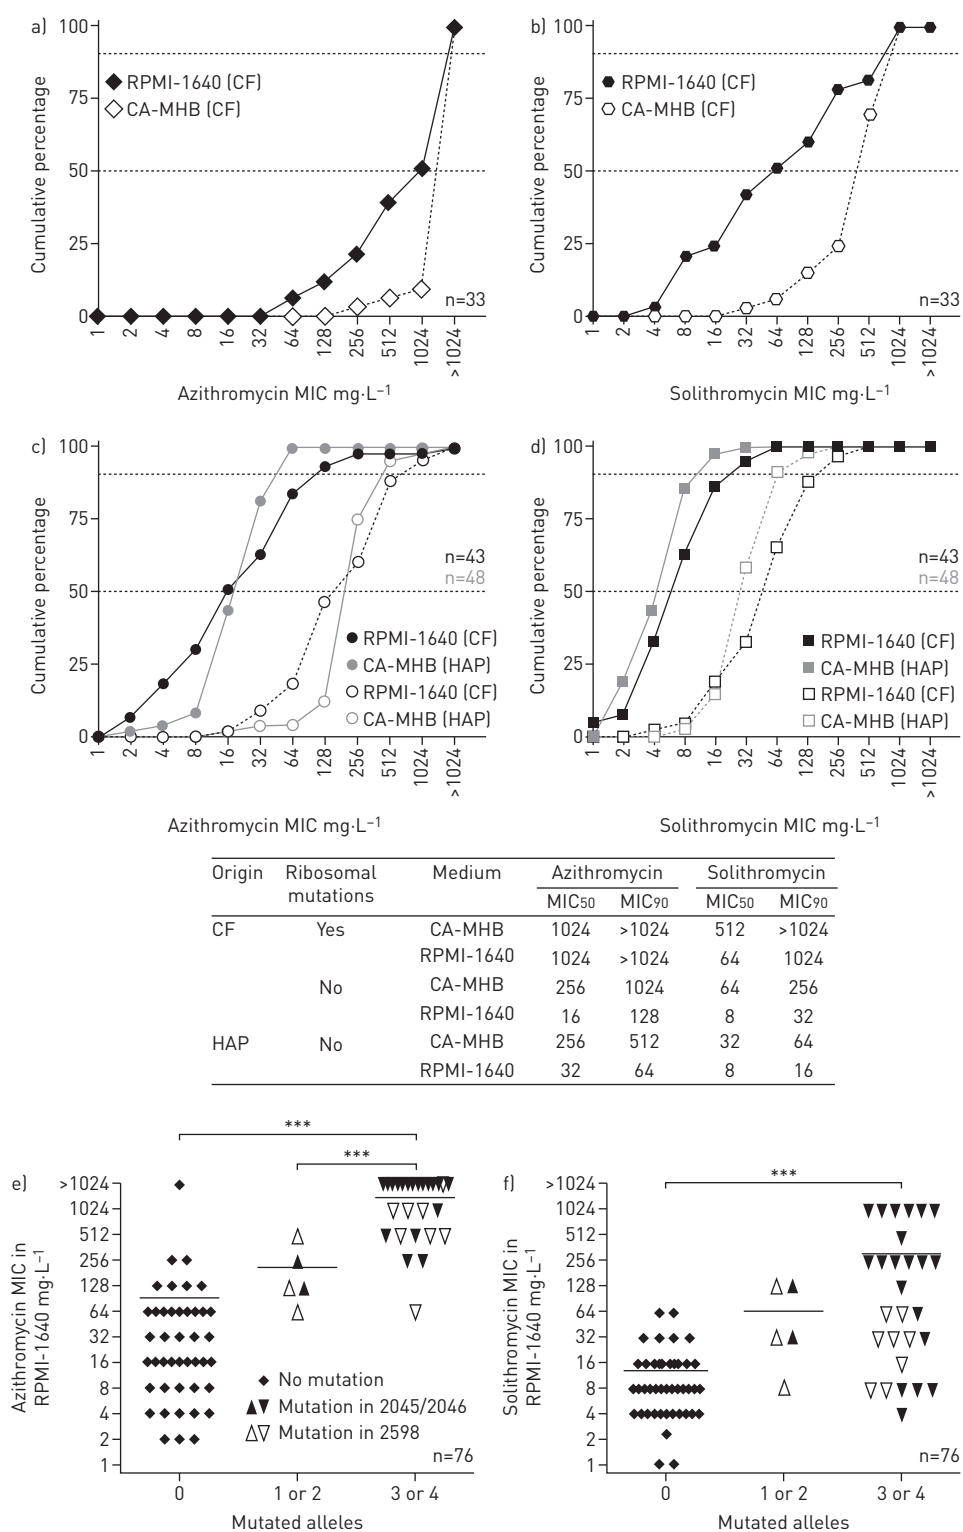 a)
100
75
50
25
0
Cumulative percentage
RPMI-1640 (CF)
CA-MHB (CF)
n=33
1 2 4 8 16 32 64 128 256 512 1024 >1024
Azithromycin MIC mg·L⁻¹
b)
100
75
50
25
0
Cumulative percentage
RPMI-1640 (CF)
CA-MHB (CF)
n=33
1 2 4 8 16 32 64 128 256 512 1024 >1024
Solithromycin MIC mg·L⁻¹
c)
100
75
50
25
0
Cumulative percentage
n=43
n=48
RPMI-1640 (CF)
CA-MHB (HAP)
RPMI-1640 (CF)
CA-MHB (HAP)
1 2 4 8 16 32 64 128 256 512 1024 >1024
Azithromycin MIC mg·L⁻¹
d)
100
75
50
25
0
Cumulative percentage
n=43
n=48
RPMI-1640 (CF)
CA-MHB (HAP)
RPMI-1640 (CF)
CA-MHB (HAP)
1 2 4 8 16 32 64 128 256 512 1024 >1024
Solithromycin MIC mg·L⁻¹
Origin Ribosomal mutations Medium Azithromycin Solithromycin
MIC50 MIC90 MIC50 MIC90
CF Yes CA-MHB 1024 >1024 512 >1024
RPMI-1640 1024 >1024 64 1024
No CA-MHB 256 1024 64 256
RPMI-1640 16 128 8 32
HAP No CA-MHB 256 512 32 64
RPMI-1640 32 64 8 16
e)
***
***
>1024
1024
512
256
128
64
32
16
8
4
2
1
Azithromycin MIC in
RPMI-1640 mg·L⁻¹
No mutation
Mutation in 2045/2046
Mutation in 2598
n=76
0 1 or 2 3 or 4
Mutated alleles
f)
***
>1024
1024
512
256
128
64
32
16
8
4
2
1
Solithromycin MIC in
RPMI-1640 mg·L⁻¹
n=76
0 1 or 2 3 or 4
Mutated alleles